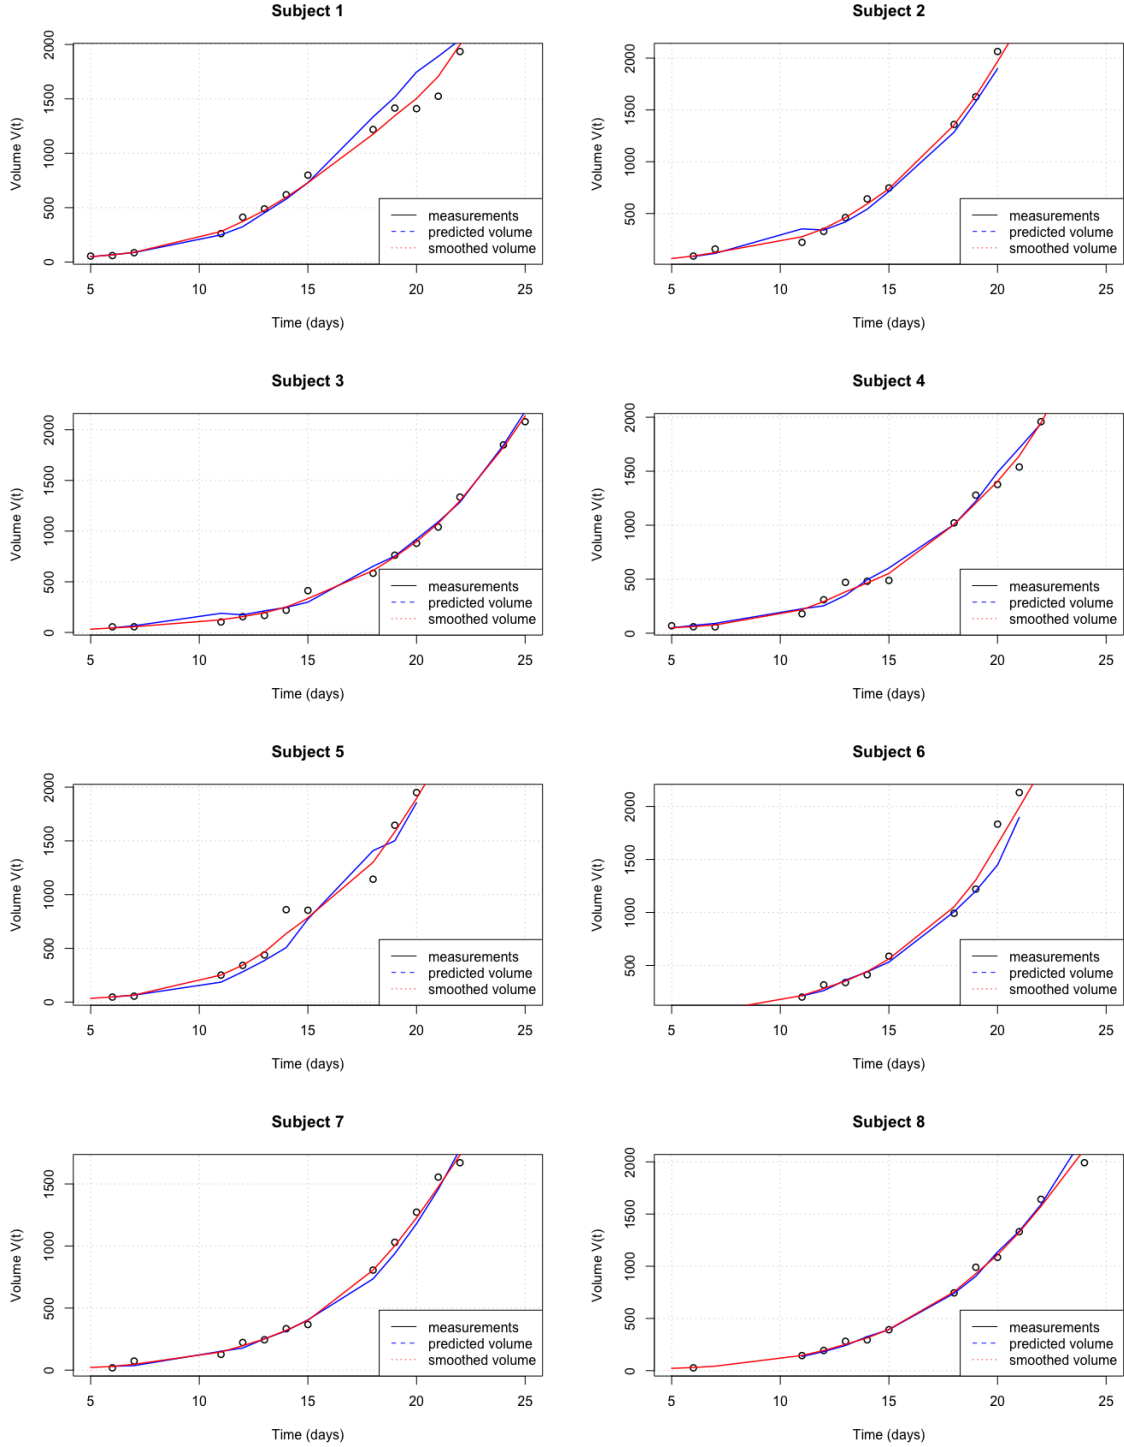 Subject 1
Volume V(t)
2000
1500
1000
500
0
measurements
predicted volume
smoothed volume
5 10 15 20 25
Time (days)
Subject 2
Volume V(t)
2000
1500
1000
500
measurements
predicted volume
smoothed volume
5 10 15 20 25
Time (days)
Subject 3
Volume V(t)
2000
1500
1000
500
0
measurements
predicted volume
smoothed volume
5 10 15 20 25
Time (days)
Subject 4
Volume V(t)
2000
1500
1000
500
0
measurements
predicted volume
smoothed volume
5 10 15 20 25
Time (days)
Subject 5
Volume V(t)
2000
1500
1000
500
0
measurements
predicted volume
smoothed volume
5 10 15 20 25
Time (days)
Subject 6
Volume V(t)
2000
1500
1000
500
measurements
predicted volume
smoothed volume
5 10 15 20 25
Time (days)
Subject 7
Volume V(t)
1500
1000
500
0
measurements
predicted volume
smoothed volume
5 10 15 20 25
Time (days)
Subject 8
Volume V(t)
2000
1500
1000
500
0
measurements
predicted volume
smoothed volume
5 10 15 20 25
Time (days)